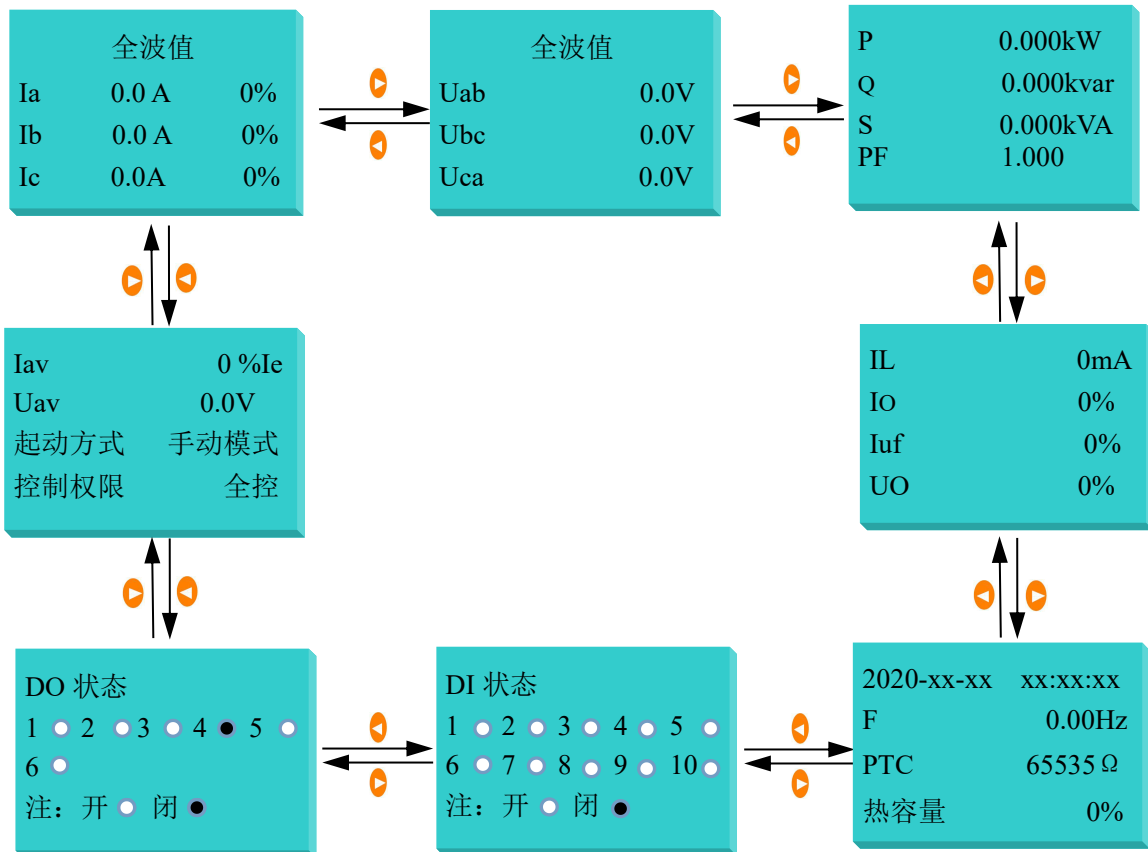 全波值
Ia 0.0 A 0%
Ib 0.0 A 0%
Ic 0.0A 0%
全波值
Uab 0.0V
Ubc 0.0V
Uca 0.0V
P 0.000kW
Q 0.000kvar
S 0.000kVA
PF 1.000
Iav 0 %Ie
Uav 0.0V
起动方式 手动模式
控制权限 全控
IL 0mA
IO 0%
Iuf 0%
UO 0%
DO 状态
1 2 3 4 5
6
注：开 闭
DI 状态
1 2 3 4 5
6 7 8 9 10
注：开 闭
2020-xx-xx xx:xx:xx
F 0.00Hz
PTC 65535 Ω
热容量 0%